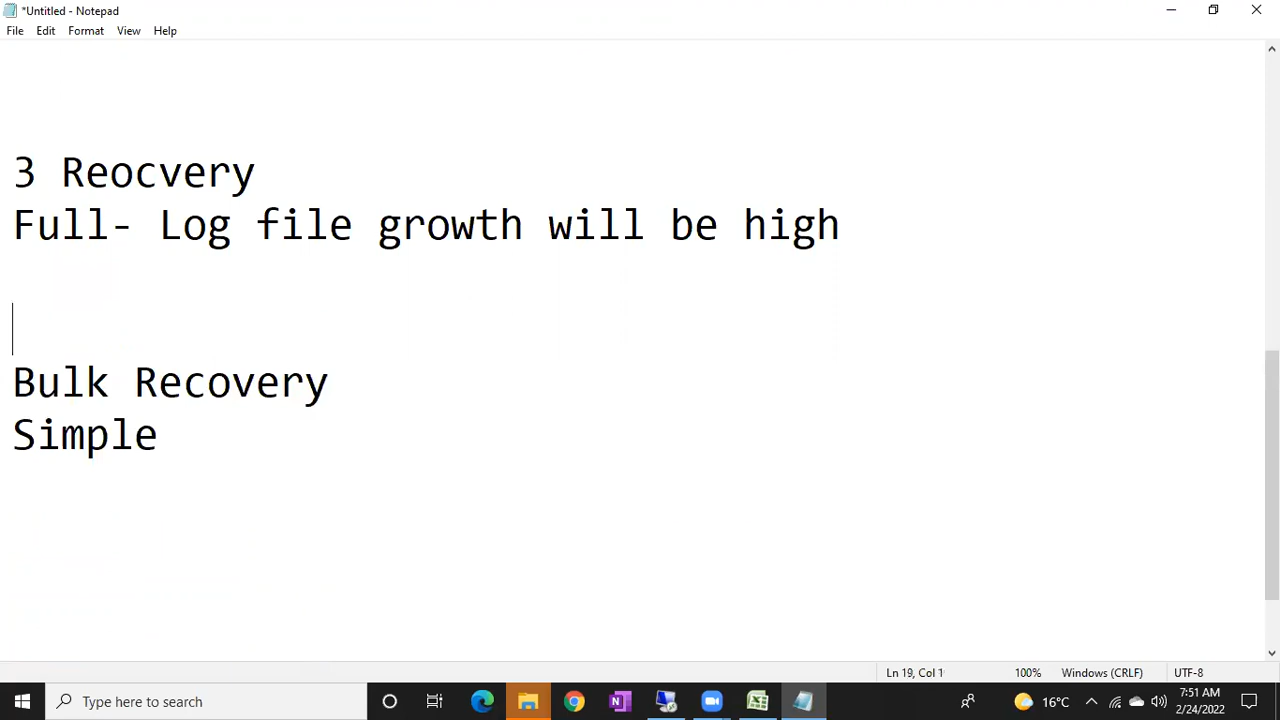 *Untitled - Notepad
File Edit Format View Help
3 Reocvery
Full- Log file growth will be high
Bulk Recovery
Simple
Ln 19, Col 1
100%
Windows (CRLF)
UTF-8
Type here to search
16°C
7:51 AM
2/24/2022